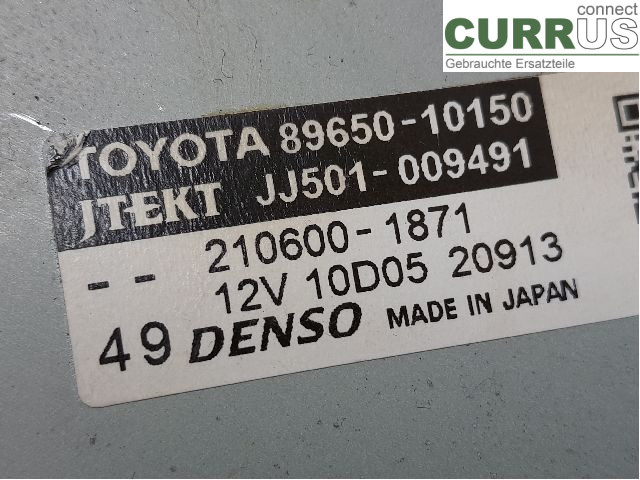 connect
CURRUS
Gebrauchte Ersatzteile
TOYOTA 89650-10150
JTEKT JJ501-009491
-- 210600-1871
12V 10D05 20913
49 DENSO MADE IN JAPAN